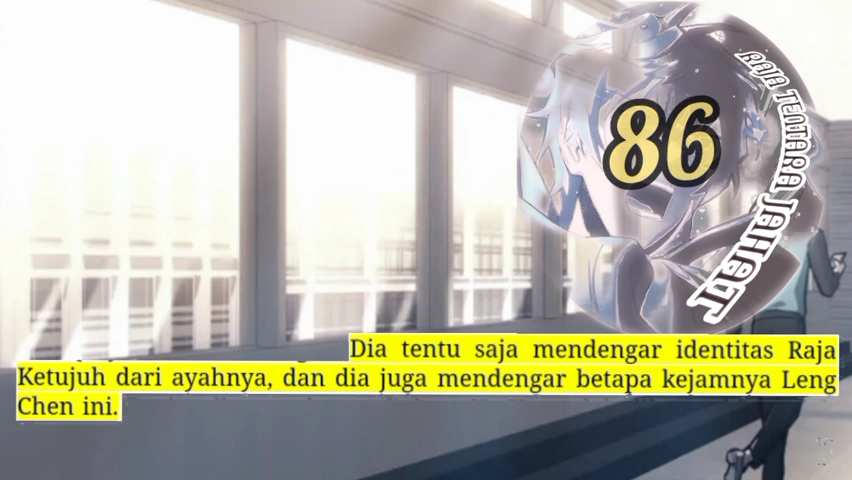 RAJA TENTARA JAHAT
86
Dia tentu saja mendengar identitas Raja
Ketujuh dari ayahnya, dan dia juga mendengar betapa kejamnya Leng
Chen ini.